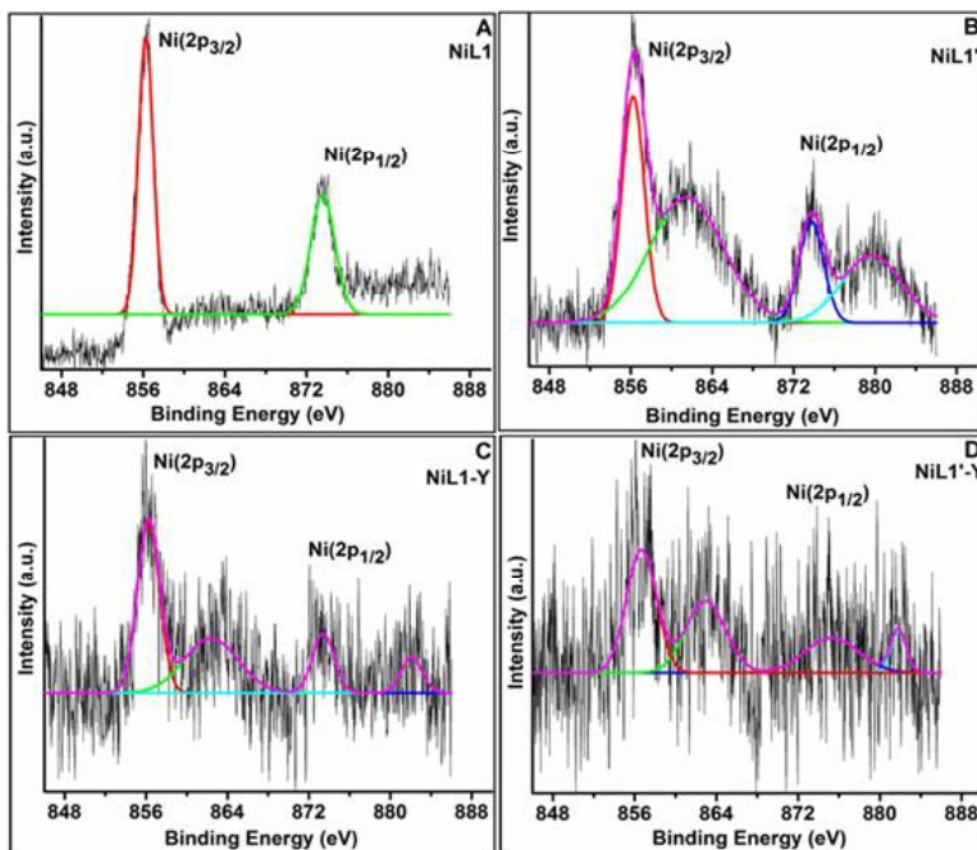 A
NiL1
Ni(2p3/2)
Ni(2p1/2)
Intensity (a.u.)
848 856 864 872 880 888
Binding Energy (eV)
B
NiL1'
Ni(2p3/2)
Ni(2p1/2)
Intensity (a.u.)
848 856 864 872 880
Binding Energy (eV)
C
NiL1-Y
Ni(2p3/2)
Ni(2p1/2)
Intensity (a.u.)
848 856 864 872 880 888
Binding Energy (eV)
D
NiL1'-Y
Ni(2p3/2)
Ni(2p1/2)
Intensity (a.u.)
848 856 864 872 880 888
Binding Energy (eV)